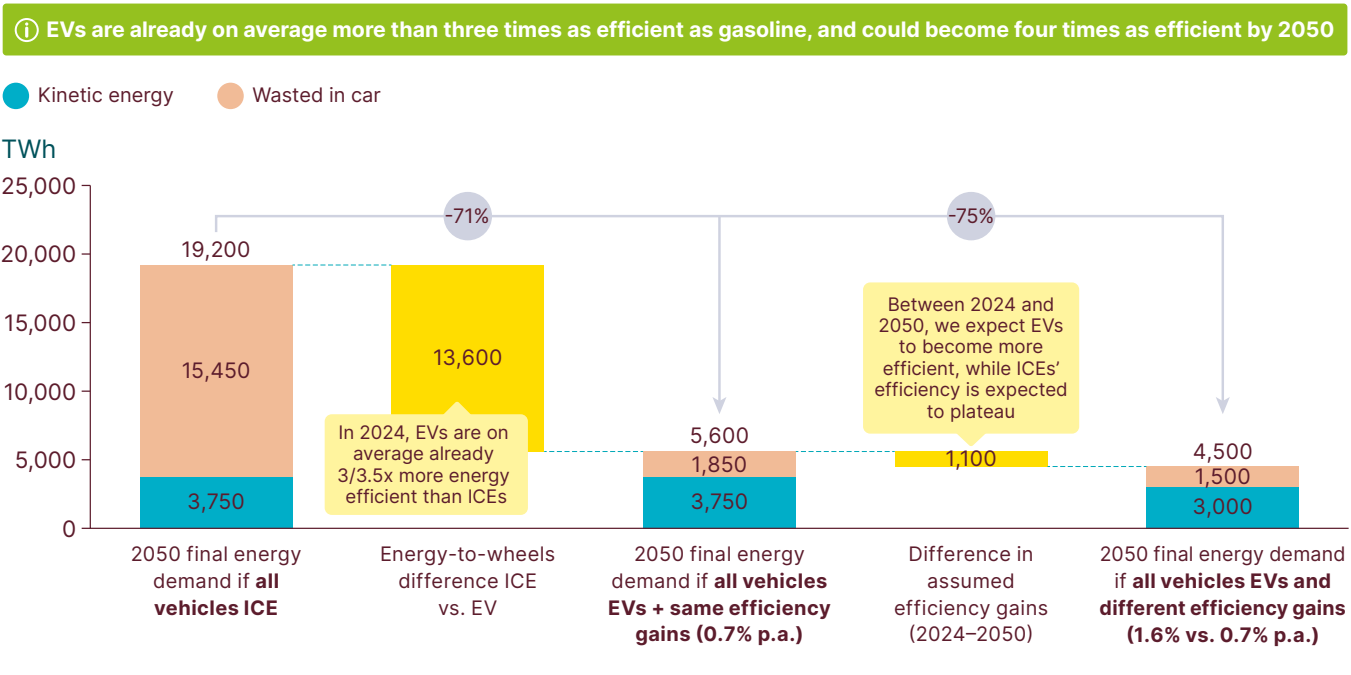 EVs are already on average more than three times as efficient as gasoline, and could become four times as efficient by 2050
Kinetic energy
Wasted in car
TWh
25,000
20,000
15,000
10,000
5,000
0
-71%
-75%
19,200
15,450
3,750
13,600
In 2024, EVs are on
average already
3/3.5x more energy
efficient than ICEs
5,600
1,850
3,750
Between 2024 and
2050, we expect EVs
to become more
efficient, while ICEs’
efficiency is expected
to plateau
1,100
4,500
1,500
3,000
2050 final energy
demand if all
vehicles ICE
Energy-to-wheels
difference ICE
vs. EV
2050 final energy
demand if all vehicles
EVs + same efficiency
gains (0.7% p.a.)
Difference in
assumed
efficiency gains
(2024–2050)
2050 final energy demand
if all vehicles EVs and
different efficiency gains
(1.6% vs. 0.7% p.a.)